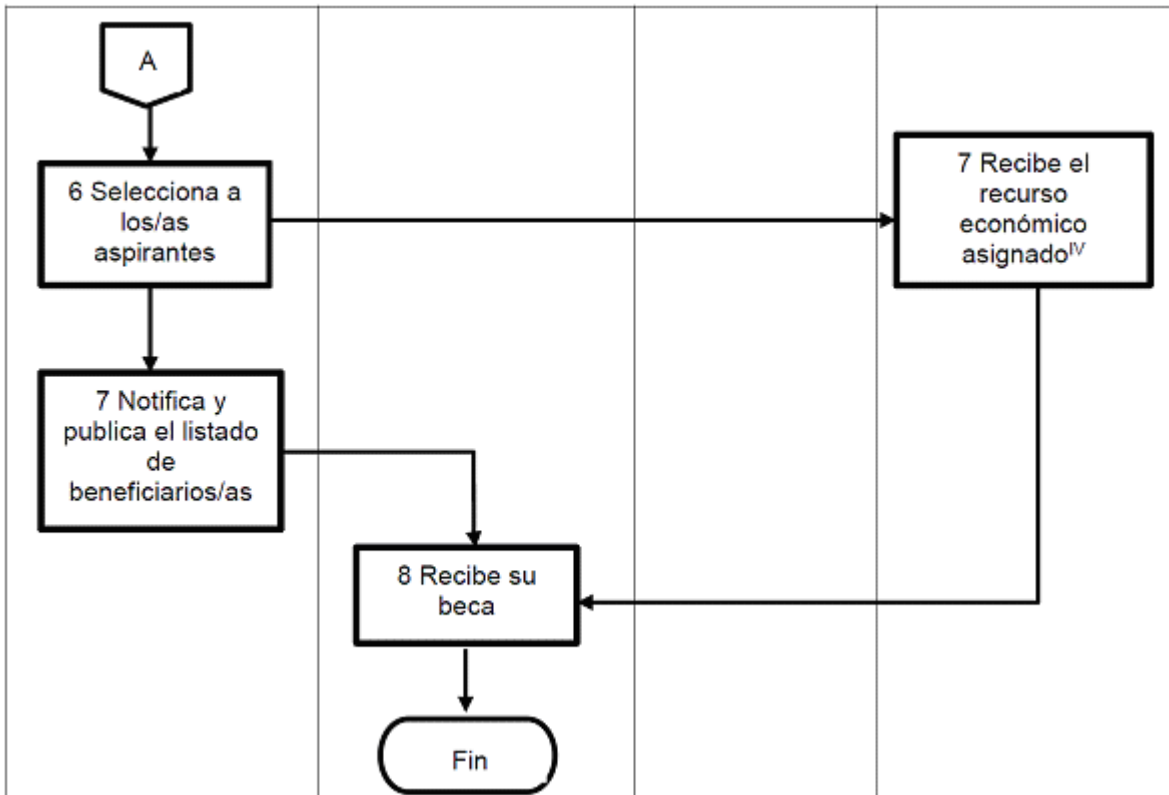 A
6 Selecciona a
los/as
aspirantes
7 Recibe el
recurso
económico
asignadoIV
7 Notifica y
publica el listado
de
beneficiarios/as
8 Recibe su
beca
Fin